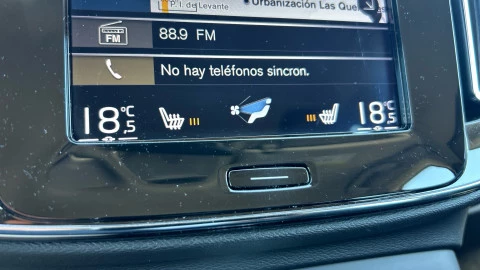 P.I. de Levante
Urbanización Las Que
FM
88.9 FM
No hay teléfonos sincron.
18°C,5
18°C,5